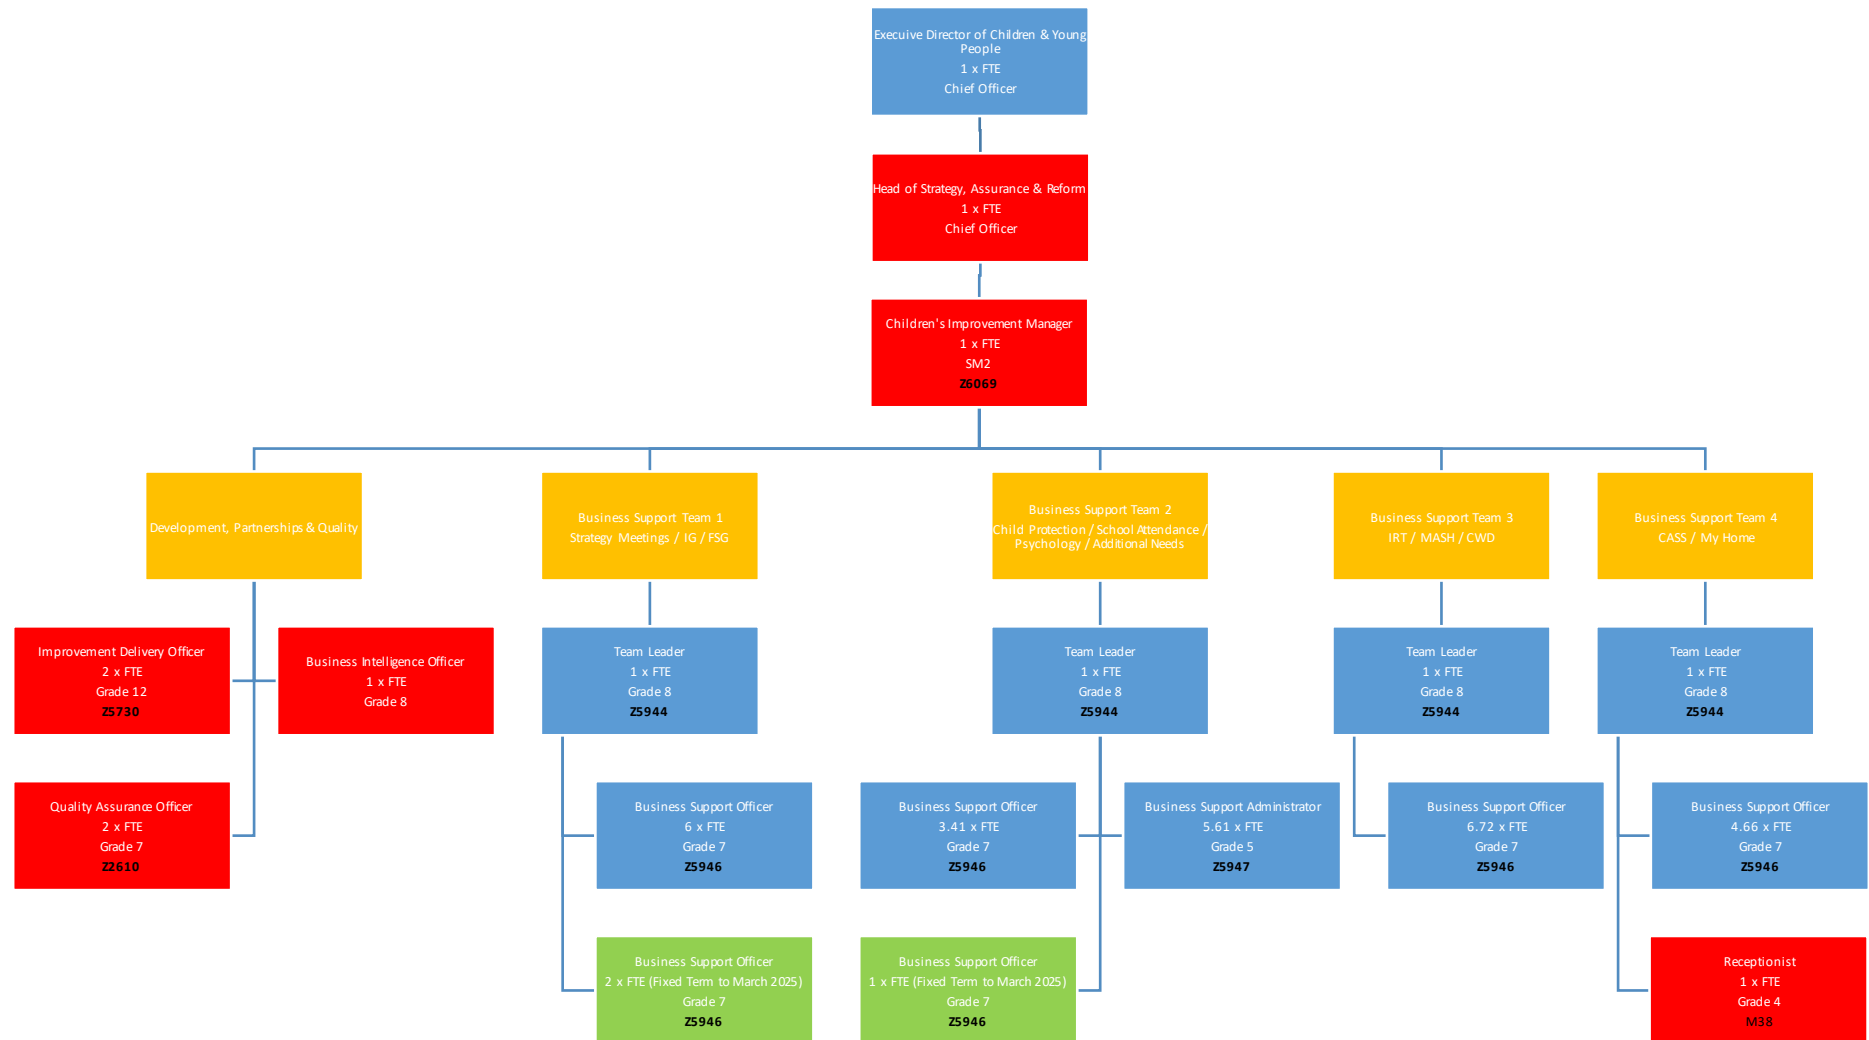 Execuive Director of Children & Young
People
1 x FTE
Chief Officer
Head of Strategy, Assurance & Reform
1 x FTE
Chief Officer
Children's Improvement Manager
1 x FTE
SM2
Z6069
Development, Partnerships & Quality
Business Support Team 1
Strategy Meetings / IG / FSG
Business Support Team 2
Child Protection / School Attendance /
Psychology / Additional Needs
Business Support Team 3
IRT / MASH / CWD
Business Support Team 4
CASS / My Home
Improvement Delivery Officer
2 x FTE
Grade 12
Z5730
Business Intelligence Officer
1 x FTE
Grade 8
Team Leader
1 x FTE
Grade 8
Z5944
Team Leader
1 x FTE
Grade 8
Z5944
Team Leader
1 x FTE
Grade 8
Z5944
Team Leader
1 x FTE
Grade 8
Z5944
Quality Assurance Officer
2 x FTE
Grade 7
Z2610
Business Support Officer
6 x FTE
Grade 7
Z5946
Business Support Officer
3.41 x FTE
Grade 7
Z5946
Business Support Administrator
5.61 x FTE
Grade 5
Z5947
Business Support Officer
6.72 x FTE
Grade 7
Z5946
Business Support Officer
4.66 x FTE
Grade 7
Z5946
Business Support Officer
2 x FTE (Fixed Term to March 2025)
Grade 7
Z5946
Business Support Officer
1 x FTE (Fixed Term to March 2025)
Grade 7
Z5946
Receptionist
1 x FTE
Grade 4
M38